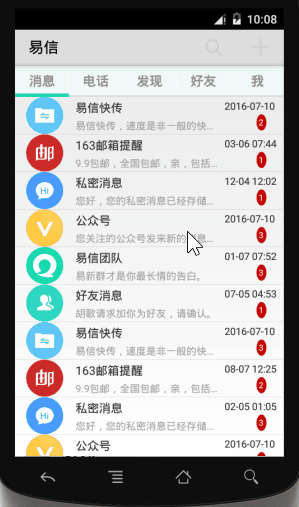 10:08
易信
消息 电话 发现 好友 我
易信快传 2016-07-10
易信快传，速度是非一般的快... 2
163邮箱提醒 03-06 07:44
9.9包邮，全国包邮，亲，包括... 1
私密消息 12-04 12:02
您好，您的私密消息已经存储... 1
公众号 2016-07-10
您关注的公众号发来新的消息... 3
易信团队 01-07 07:52
易新群才是你最长情的告白。 3
好友消息 07-05 04:53
胡歌请求加你为好友，请确认。 1
易信快传 2016-07-10
易信快传，速度是非一般的快... 3
163邮箱提醒 08-07 12:25
9.9包邮，全国包邮，亲，包括... 2
私密消息 02-05 01:05
您好，您的私密消息已经存储... 3
公众号 2016-07-10